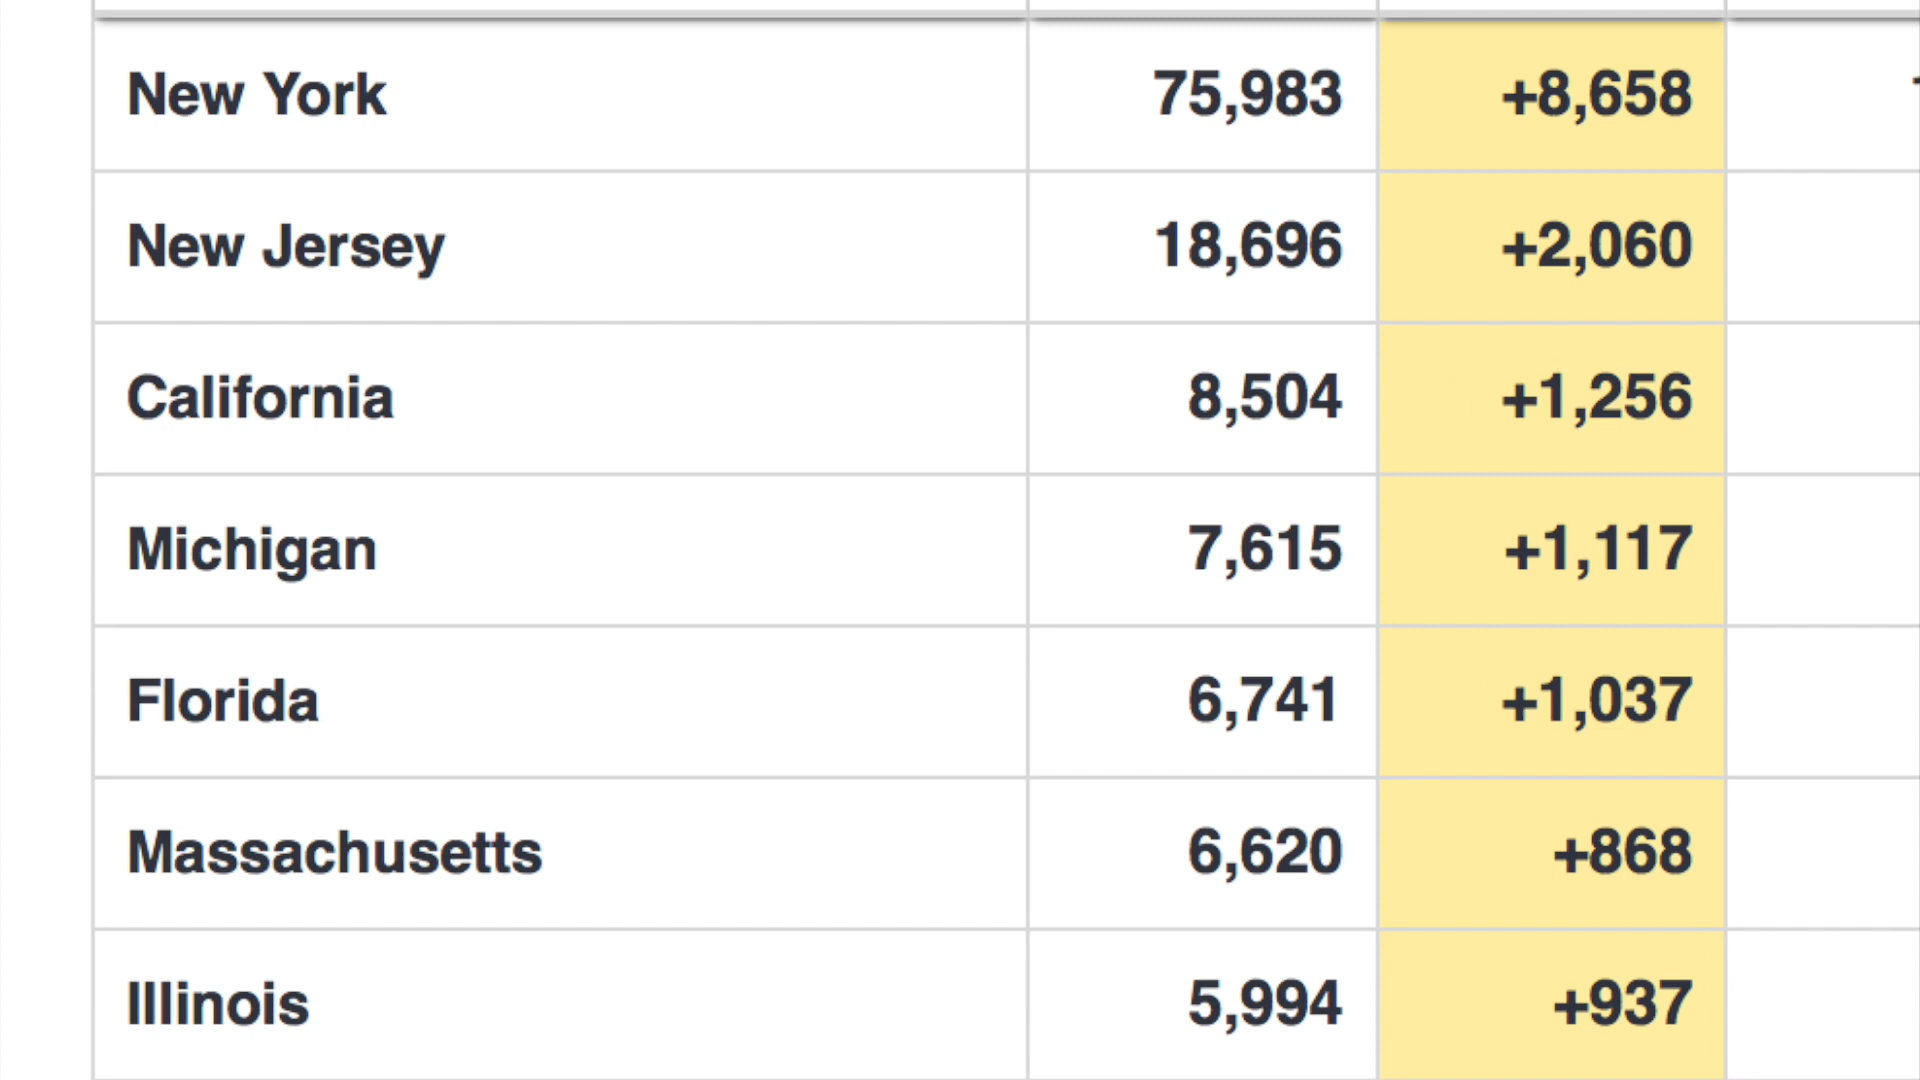 New York 75,983 +8,658
New Jersey 18,696 +2,060
California 8,504 +1,256
Michigan 7,615 +1,117
Florida 6,741 +1,037
Massachusetts 6,620 +868
Illinois 5,994 +937